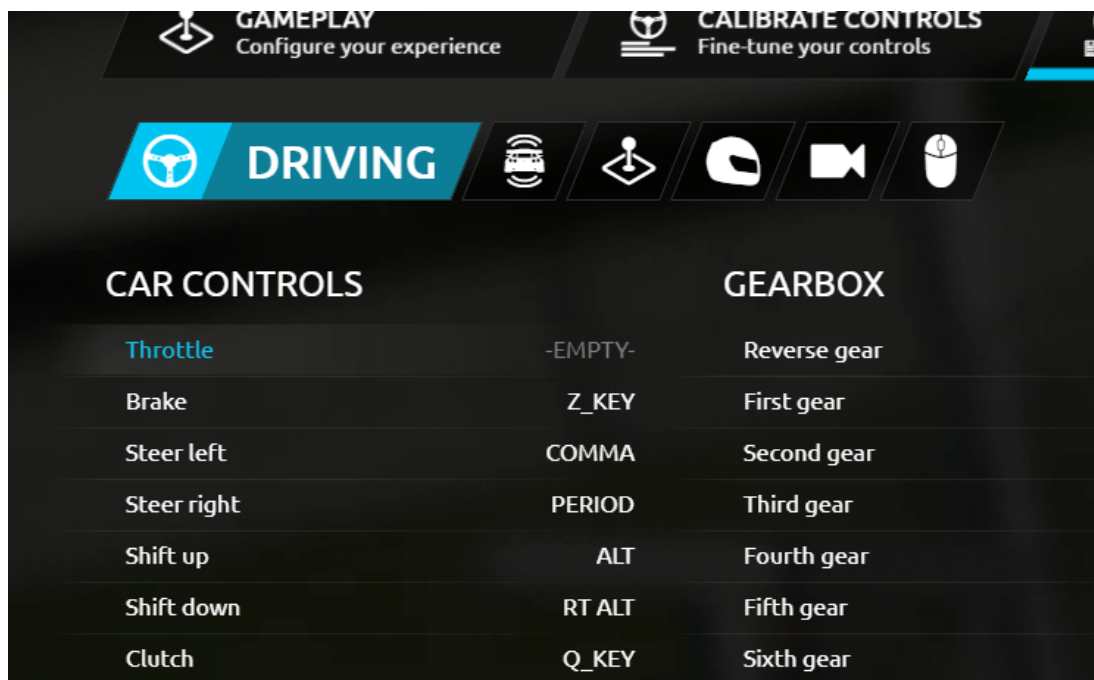 GAMEPLAY
Configure your experience
CALIBRATE CONTROLS
Fine-tune your controls
DRIVING
CAR CONTROLS
Throttle -EMPTY-
Brake Z_KEY
Steer left COMMA
Steer right PERIOD
Shift up ALT
Shift down RT ALT
Clutch Q_KEY
GEARBOX
Reverse gear
First gear
Second gear
Third gear
Fourth gear
Fifth gear
Sixth gear